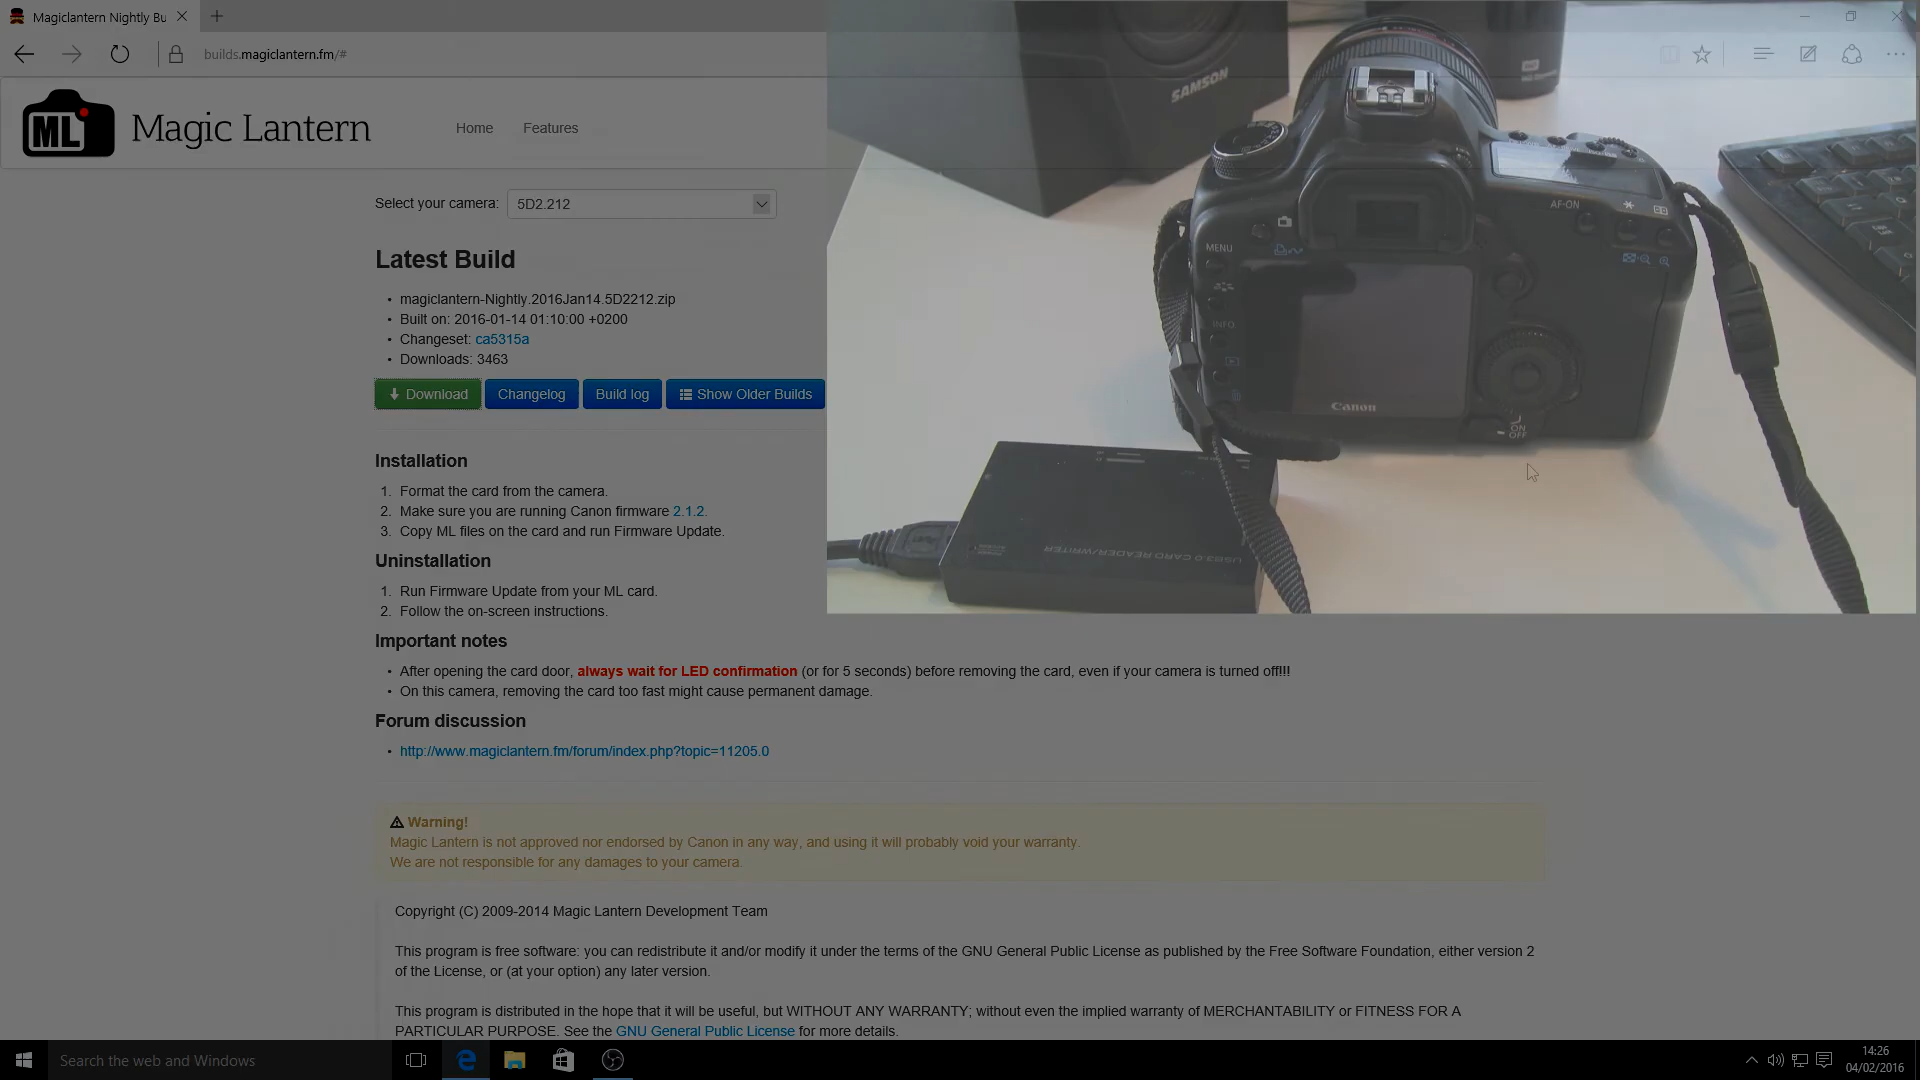 Magiclantern Nightly Bu
builds.magiclantern.fm/#
ML Magic Lantern
Home Features
Select your camera: 5D2.212
Latest Build
• magiclantern-Nightly.2016Jan14.5D2212.zip
• Built on: 2016-01-14 01:10:00 +0200
• Changeset: ca5315a
• Downloads: 3463
Download Changelog Build log Show Older Builds
Installation
1. Format the card from the camera.
2. Make sure you are running Canon firmware 2.1.2.
3. Copy ML files on the card and run Firmware Update.
Uninstallation
1. Run Firmware Update from your ML card.
2. Follow the on-screen instructions.
Important notes
• After opening the card door, always wait for LED confirmation (or for 5 seconds) before removing the card, even if your camera is turned off!!!
• On this camera, removing the card too fast might cause permanent damage.
Forum discussion
• http://www.magiclantern.fm/forum/index.php?topic=11205.0
Warning!
Magic Lantern is not approved nor endorsed by Canon in any way, and using it will probably void your warranty.
We are not responsible for any damages to your camera.
Copyright (C) 2009-2014 Magic Lantern Development Team
This program is free software: you can redistribute it and/or modify it under the terms of the GNU General Public License as published by the Free Software Foundation, either version 2
of the License, or (at your option) any later version.
This program is distributed in the hope that it will be useful, but WITHOUT ANY WARRANTY; without even the implied warranty of MERCHANTABILITY or FITNESS FOR A
PARTICULAR PURPOSE. See the GNU General Public License for more details.
SAMSON
AF-ON
MENU
INFO.
Canon
ON
OFF
USB3.0 CARD READER/WRITER
Search the web and Windows
14:26
04/02/2016